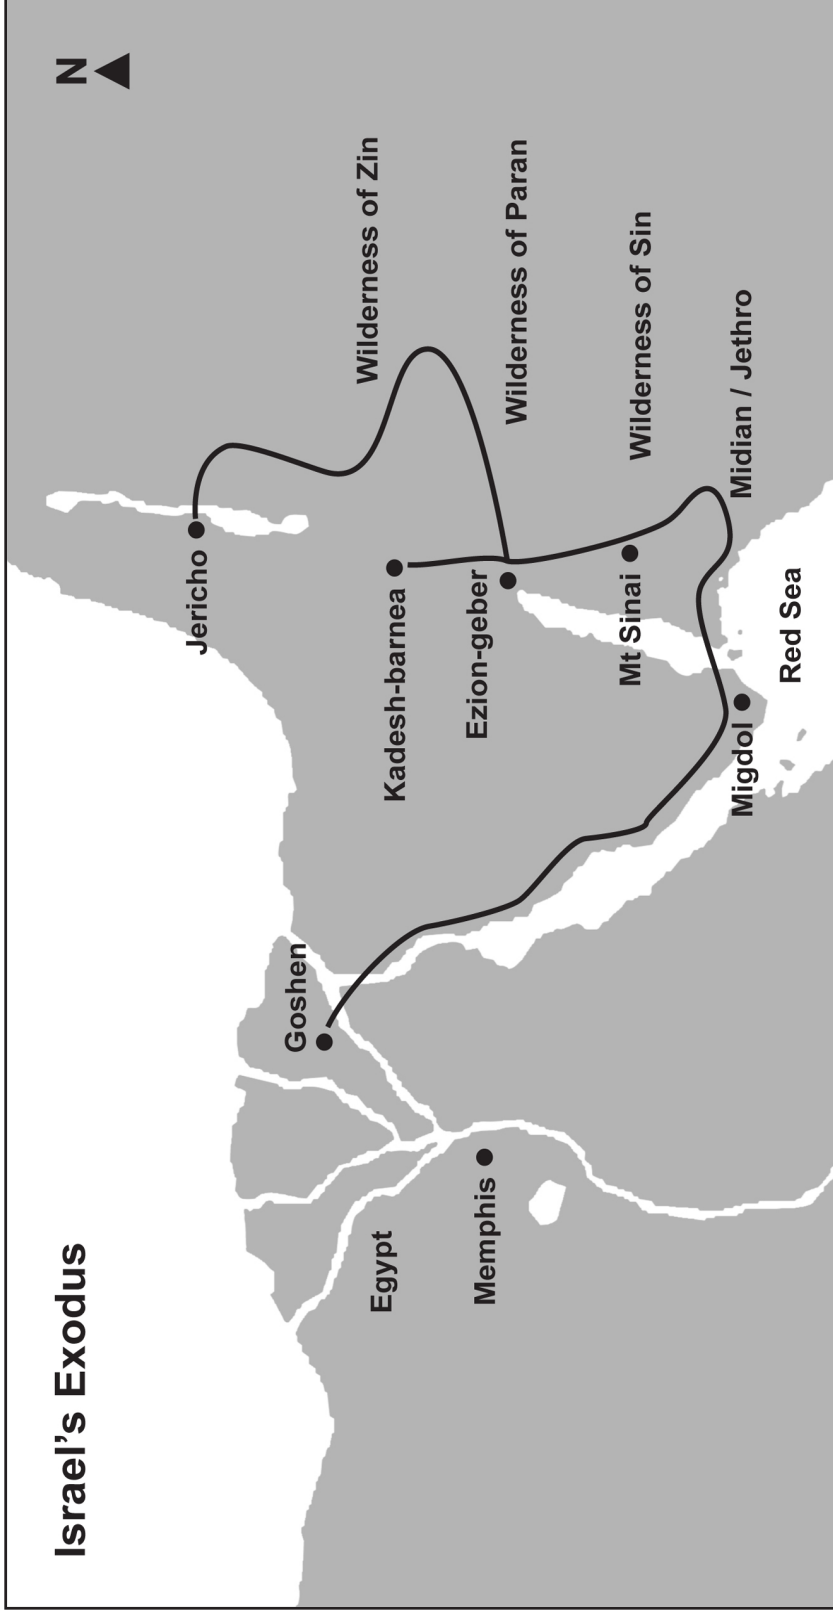 Israel's Exodus
N
Jericho
Wilderness of Zin
Goshen
Kadesh-barnea
Egypt
Ezion-geber
Wilderness of Paran
Memphis
Mt Sinai
Wilderness of Sin
Migdol
Midian / Jethro
Red Sea